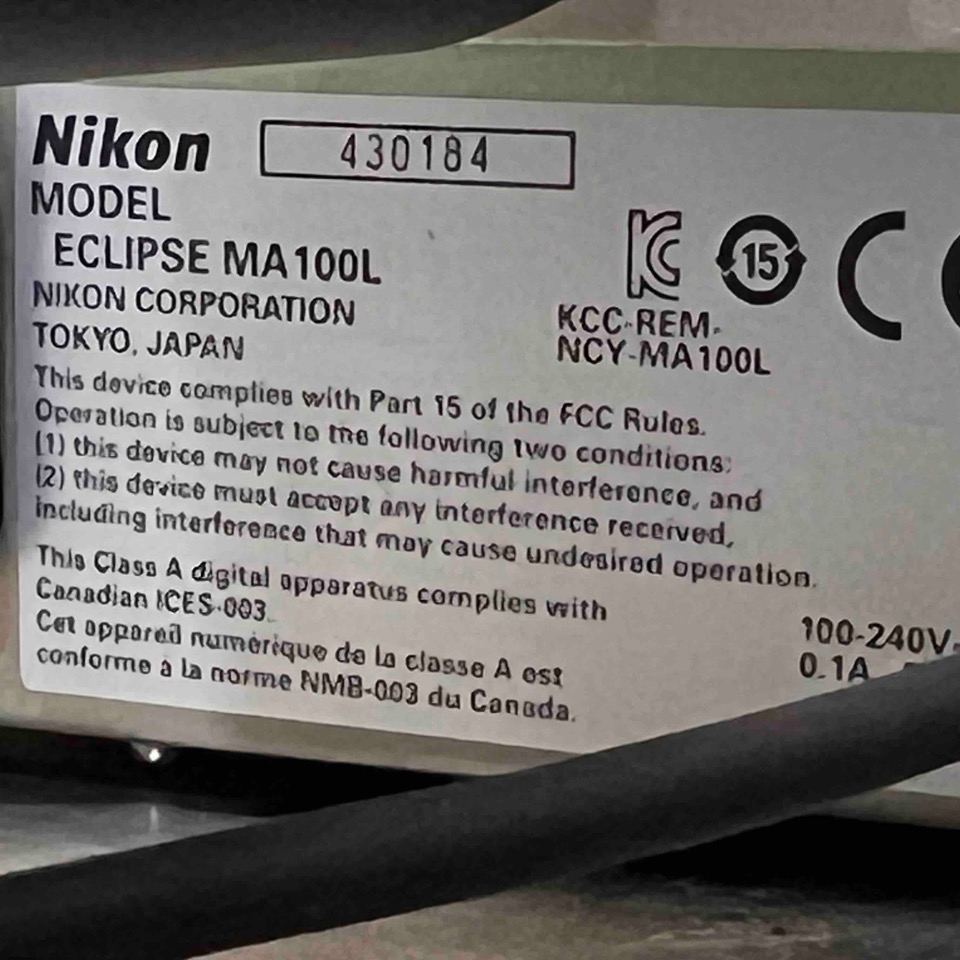 Nikon 430184
MODEL
ECLIPSE MA100L
NIKON CORPORATION
TOKYO, JAPAN
15 CE
KCC-REM-
NCY-MA100L
This device complies with Part 15 of the FCC Rules.
Operation is subject to the following two conditions:
(1) this device may not cause harmful interference, and
(2) this device must accept any interference received,
including interference that may cause undesired operation.
This Class A digital apparatus complies with
Canadian ICES-003.
Cet appareil numérique de la classe A est
conforme à la norme NMB-003 du Canada.
100-240V
0.1A